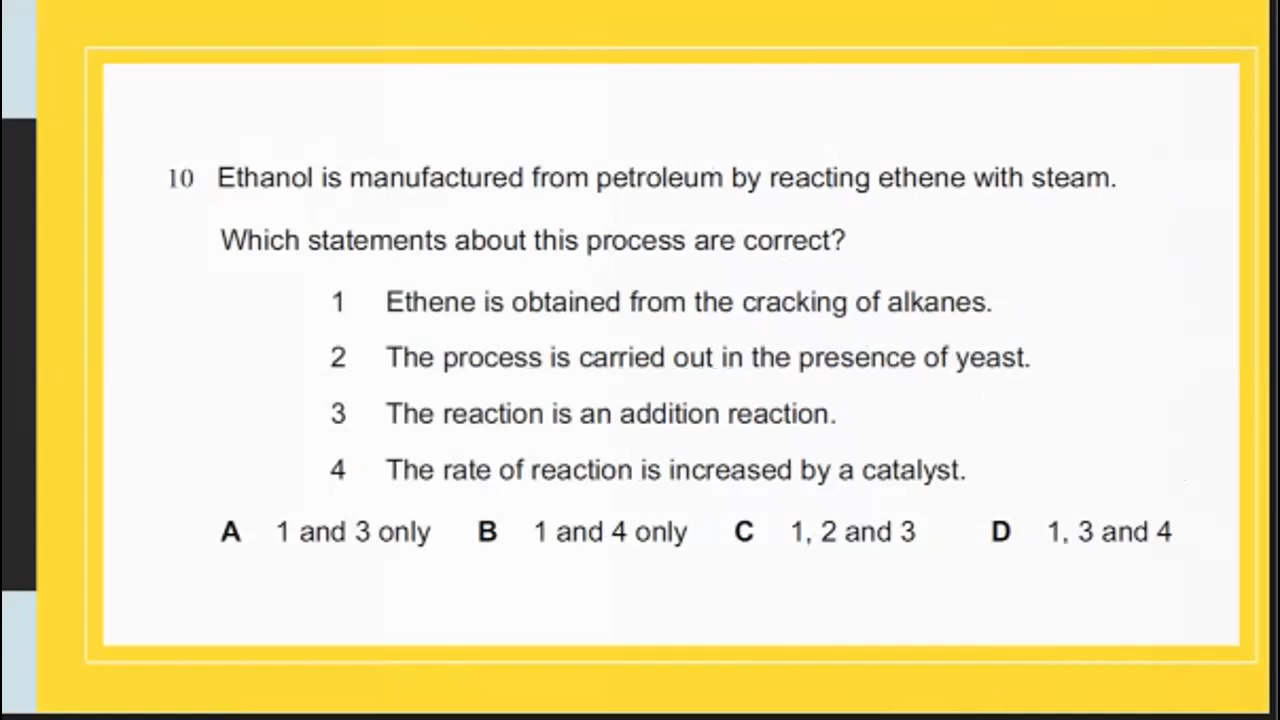 10 Ethanol is manufactured from petroleum by reacting ethene with steam.
Which statements about this process are correct?
1 Ethene is obtained from the cracking of alkanes.
2 The process is carried out in the presence of yeast.
3 The reaction is an addition reaction.
4 The rate of reaction is increased by a catalyst.
A 1 and 3 only B 1 and 4 only C 1, 2 and 3 D 1, 3 and 4